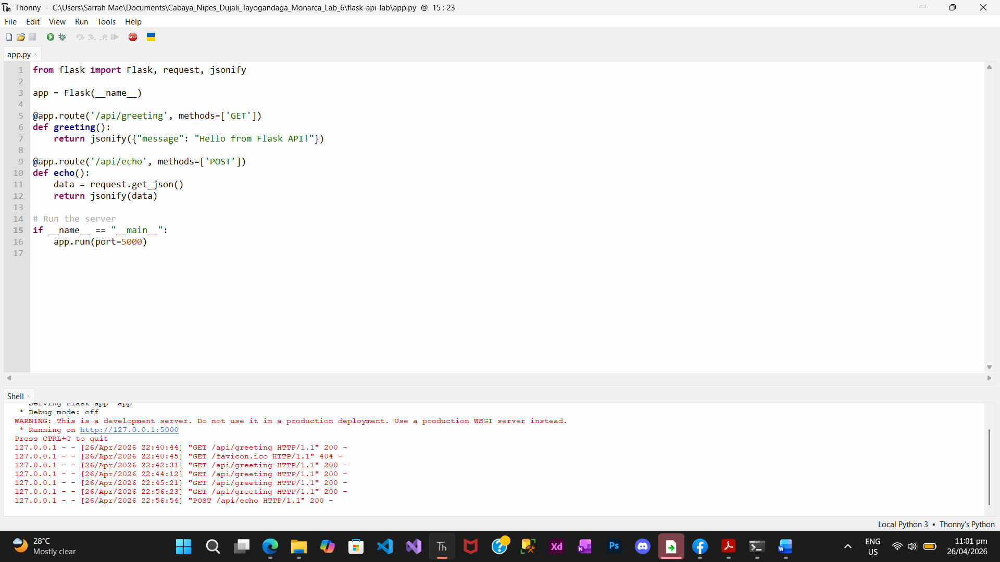 Thonny - C:\Users\Sarrah Mae\Documents\Cabaya_Nipes_Dujali_Tayogandaga_Monarca_Lab_6\flask-api-lab\app.py @ 15 : 23
File Edit View Run Tools Help
STOP
app.py ×
1 from flask import Flask, request, jsonify
2
3 app = Flask(__name__)
4
5 @app.route('/api/greeting', methods=['GET'])
6 def greeting():
7     return jsonify({"message": "Hello from Flask API!"})
8
9 @app.route('/api/echo', methods=['POST'])
10 def echo():
11     data = request.get_json()
12     return jsonify(data)
13
14 # Run the server
15 if __name__ == "__main__":
16     app.run(port=5000)
17
Shell ×
Serving Flask app 'app'
* Debug mode: off
WARNING: This is a development server. Do not use it in a production deployment. Use a production WSGI server instead.
* Running on http://127.0.0.1:5000
Press CTRL+C to quit
127.0.0.1 - - [26/Apr/2026 22:40:44] "GET /api/greeting HTTP/1.1" 200 -
127.0.0.1 - - [26/Apr/2026 22:40:45] "GET /favicon.ico HTTP/1.1" 404 -
127.0.0.1 - - [26/Apr/2026 22:42:31] "GET /api/greeting HTTP/1.1" 200 -
127.0.0.1 - - [26/Apr/2026 22:44:12] "GET /api/greeting HTTP/1.1" 200 -
127.0.0.1 - - [26/Apr/2026 22:45:21] "GET /api/greeting HTTP/1.1" 200 -
127.0.0.1 - - [26/Apr/2026 22:56:23] "GET /api/greeting HTTP/1.1" 200 -
127.0.0.1 - - [26/Apr/2026 22:56:54] "POST /api/echo HTTP/1.1" 200 -
Local Python 3 • Thonny's Python
28°C
Mostly clear
Th
Xd
N
Ps
W
ENG
US
11:01 pm
26/04/2026